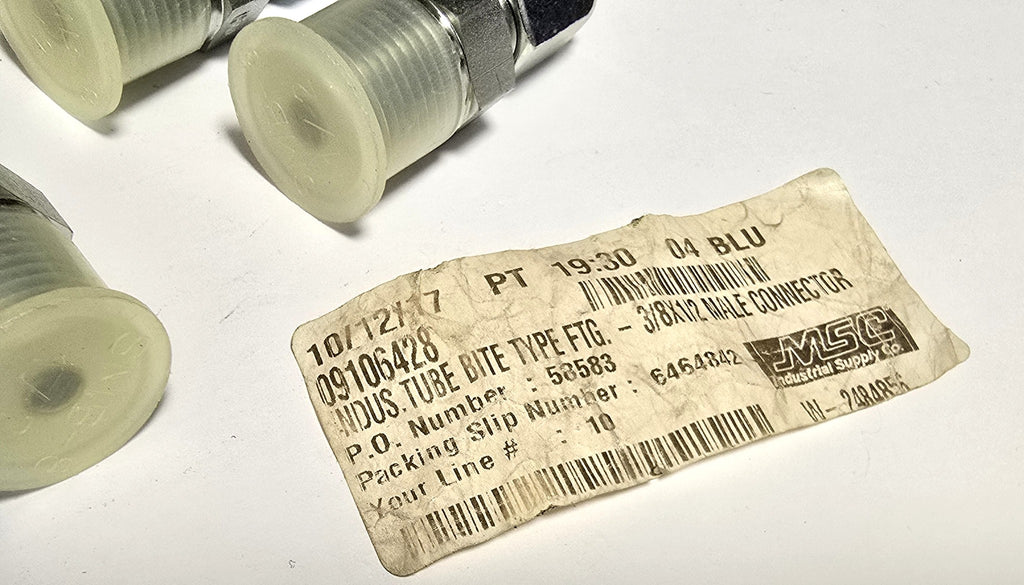 10/12/17 PT 19:30 04 BLU
09106428
INDUS.TUBE BITE TYPE FTG. - 3/8X1/2 MALE CONNECTOR
P.O. Number : 58583
Packing Slip Number : 6464842
Your Line # : 10
MSC
Industrial Supply Co.